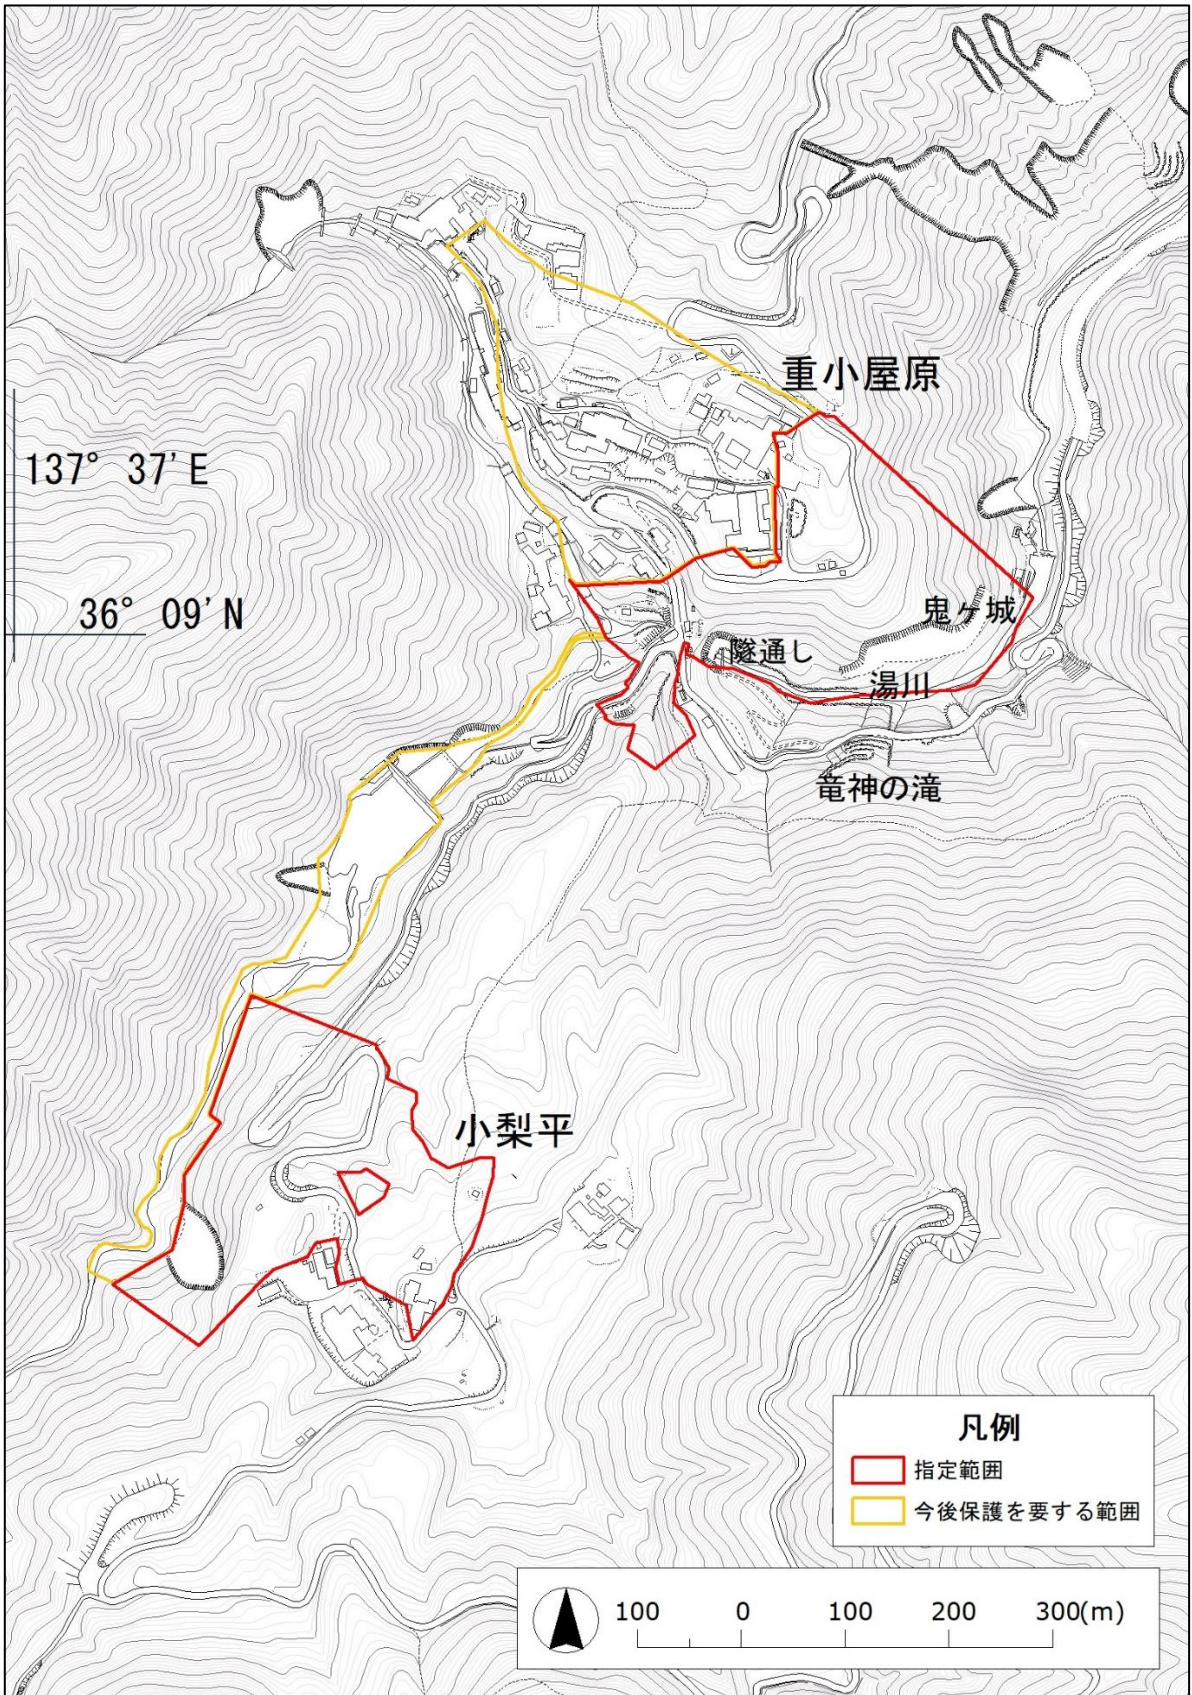 重小屋原
137° 37' E
36° 09' N
鬼ヶ城
隧通し
湯川
竜神の滝
小梨平
凡例
指定範囲
今後保護を要する範囲
100 0 100 200 300(m)